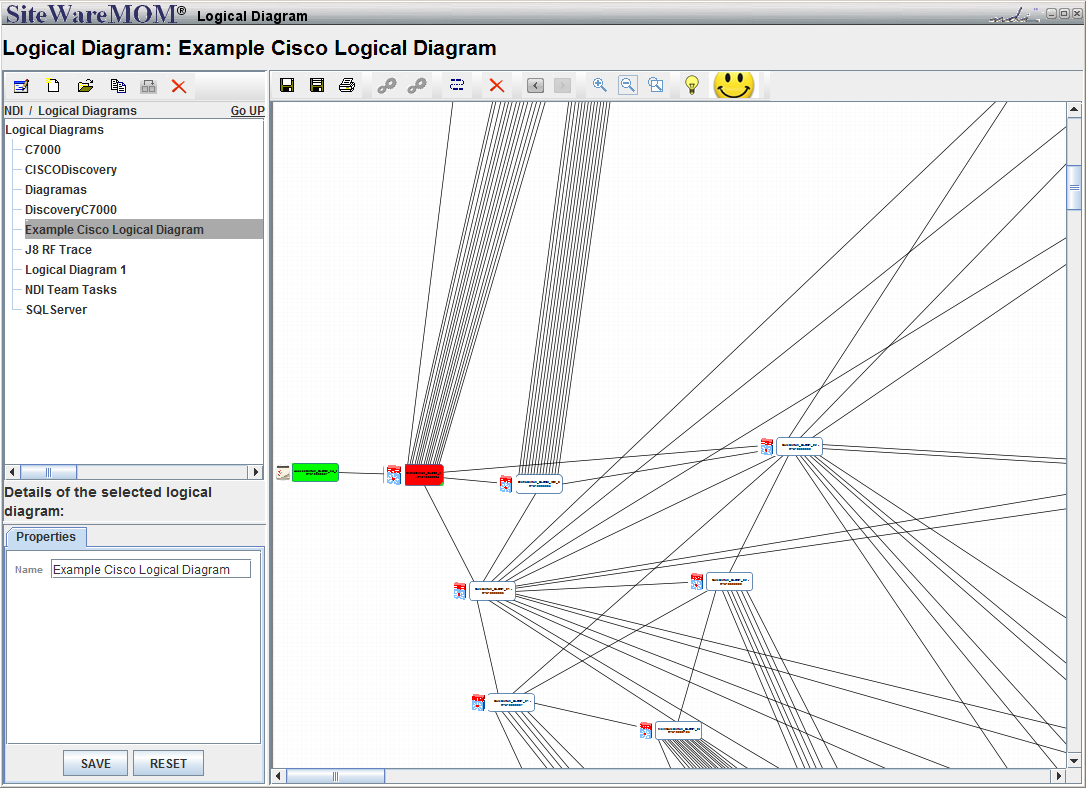 SiteWareMOM® Logical Diagram
ndi
Logical Diagram: Example Cisco Logical Diagram
NDI / Logical Diagrams Go UP
Logical Diagrams
C7000
CISCODiscovery
Diagramas
DiscoveryC7000
Example Cisco Logical Diagram
J8 RF Trace
Logical Diagram 1
NDI Team Tasks
SQLServer
Details of the selected logical
diagram:
Properties
Name Example Cisco Logical Diagram
SAVE RESET